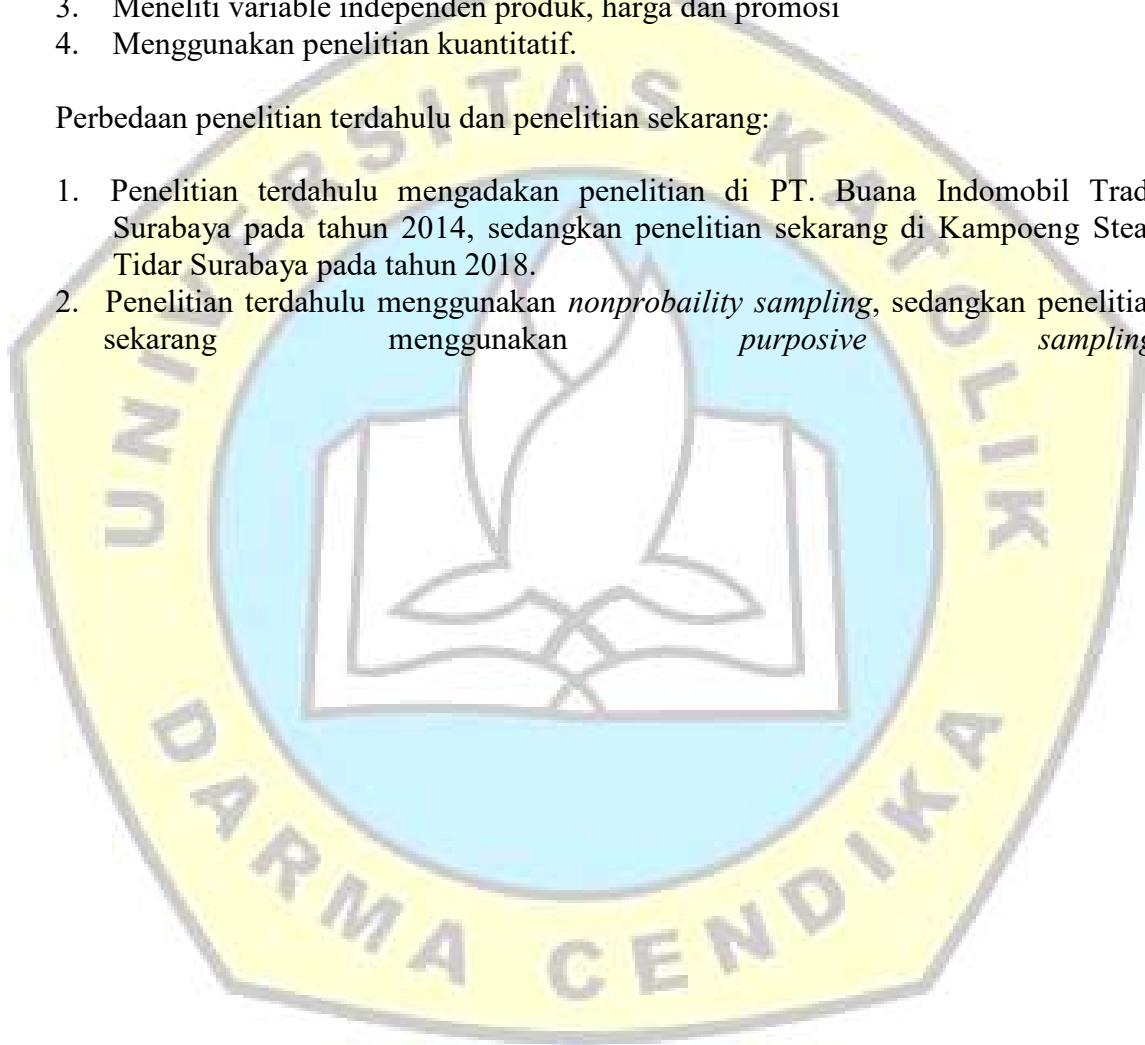 3. Meneliti variable independen produk, harga dan promosi
4. Menggunakan penelitian kuantitatif.
Perbedaan penelitian terdahulu dan penelitian sekarang:
1. Penelitian terdahulu mengadakan penelitian di PT. Buana Indomobil Trad
Surabaya pada tahun 2014, sedangkan penelitian sekarang di Kampoeng Stea
Tidar Surabaya pada tahun 2018.
2. Penelitian terdahulu menggunakan nonprobaility sampling, sedangkan penelitia
sekarang menggunakan purposive sampling
UNIVERSITAS KATOLIK
DARMA CENDIKA